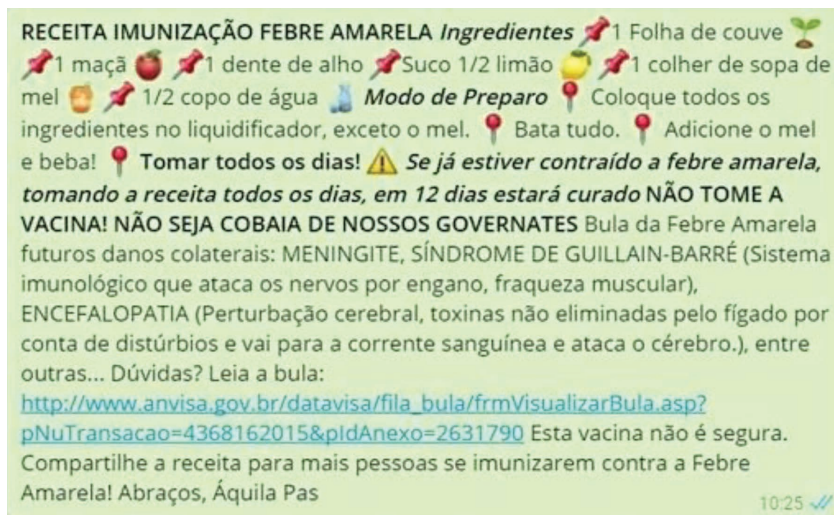 RECEITA IMUNIZAÇÃO FEBRE AMARELA Ingredientes 📌1 Folha de couve 🌱
📌1 maçã 🍎 📌1 dente de alho 📌Suco 1/2 limão 🍋 📌1 colher de sopa de
mel 🍯 📌 1/2 copo de água 💧 Modo de Preparo 📍 Coloque todos os
ingredientes no liquidificador, exceto o mel. 📍 Bata tudo. 📍 Adicione o mel
e beba! 📍 Tomar todos os dias! ⚠️ Se já estiver contraído a febre amarela,
tomando a receita todos os dias, em 12 dias estará curado NÃO TOME A
VACINA! NÃO SEJA COBAIA DE NOSSOS GOVERNATES Bula da Febre Amarela
futuros danos colaterais: MENINGITE, SÍNDROME DE GUILLAIN-BARRÉ (Sistema
imunológico que ataca os nervos por engano, fraqueza muscular),
ENCEFALOPATIA (Perturbação cerebral, toxinas não eliminadas pelo fígado por
conta de distúrbios e vai para a corrente sanguínea e ataca o cérebro.), entre
outras... Dúvidas? Leia a bula:
http://www.anvisa.gov.br/datavisa/fila_bula/frmVisualizarBula.asp?
pNuTransacao=4368162015&pIdAnexo=2631790 Esta vacina não é segura.
Compartilhe a receita para mais pessoas se imunizarem contra a Febre
Amarela! Abraços, Áquila Pas
10:25